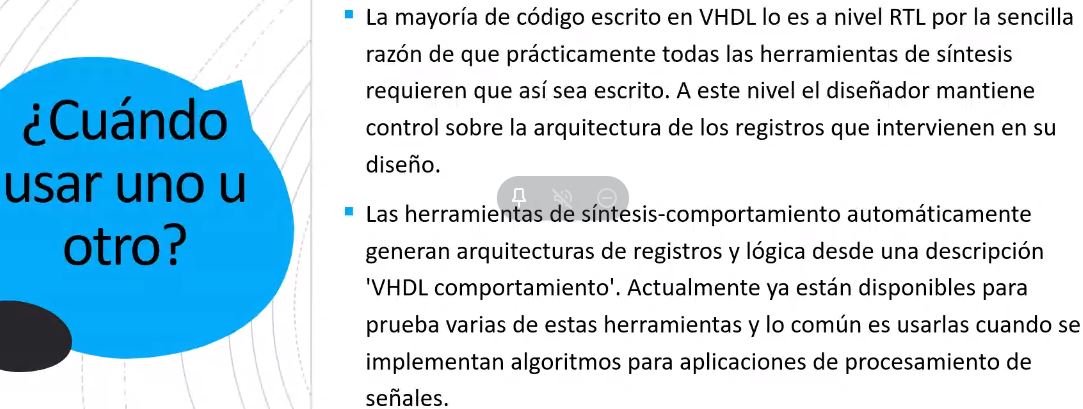 ¿Cuándo
usar uno u
otro?
La mayoría de código escrito en VHDL lo es a nivel RTL por la sencilla
razón de que prácticamente todas las herramientas de síntesis
requieren que así sea escrito. A este nivel el diseñador mantiene
control sobre la arquitectura de los registros que intervienen en su
diseño.
Las herramientas de síntesis-comportamiento automáticamente
generan arquitecturas de registros y lógica desde una descripción
'VHDL comportamiento'. Actualmente ya están disponibles para
prueba varias de estas herramientas y lo común es usarlas cuando se
implementan algoritmos para aplicaciones de procesamiento de
señales.